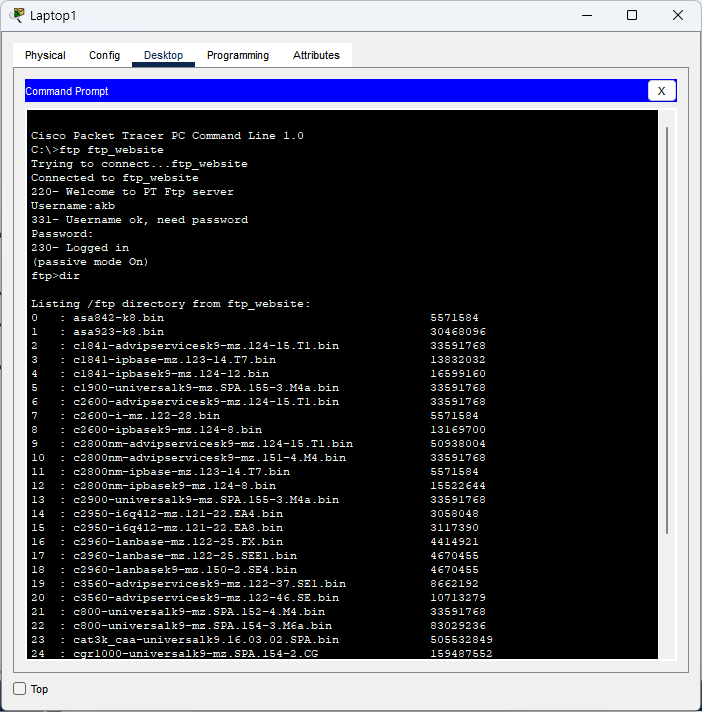 Laptop1
Physical Config Desktop Programming Attributes
Command Prompt X
Cisco Packet Tracer PC Command Line 1.0
C:\>ftp ftp_website
Trying to connect...ftp_website
Connected to ftp_website
220- Welcome to PT Ftp server
Username:akb
331- Username ok, need password
Password:
230- Logged in
(passive mode On)
ftp>dir
Listing /ftp directory from ftp_website:
0 : asa842-k8.bin 5571584
1 : asa923-k8.bin 30468096
2 : c1841-advipservicesk9-mz.124-15.T1.bin 33591768
3 : c1841-ipbase-mz.123-14.T7.bin 13832032
4 : c1841-ipbasek9-mz.124-12.bin 16599160
5 : c1900-universalk9-mz.SPA.155-3.M4a.bin 33591768
6 : c2600-advipservicesk9-mz.124-15.T1.bin 33591768
7 : c2600-i-mz.122-28.bin 5571584
8 : c2600-ipbasek9-mz.124-8.bin 13169700
9 : c2800nm-advipservicesk9-mz.124-15.T1.bin 50938004
10 : c2800nm-advipservicesk9-mz.151-4.M4.bin 33591768
11 : c2800nm-ipbase-mz.123-14.T7.bin 5571584
12 : c2800nm-ipbasek9-mz.124-8.bin 15522644
13 : c2900-universalk9-mz.SPA.155-3.M4a.bin 33591768
14 : c2950-i6q4l2-mz.121-22.EA4.bin 3058048
15 : c2950-i6q4l2-mz.121-22.EA8.bin 3117390
16 : c2960-lanbase-mz.122-25.FX.bin 4414921
17 : c2960-lanbase-mz.122-25.SEE1.bin 4670455
18 : c2960-lanbasek9-mz.150-2.SE4.bin 4670455
19 : c3560-advipservicesk9-mz.122-37.SE1.bin 8662192
20 : c3560-advipservicesk9-mz.122-46.SE.bin 10713279
21 : c800-universalk9-mz.SPA.152-4.M4.bin 33591768
22 : c800-universalk9-mz.SPA.154-3.M6a.bin 83029236
23 : cat3k_caa-universalk9.16.03.02.SPA.bin 505532849
24 : cgr1000-universalk9-mz.SPA.154-2.CG 159487552
Top